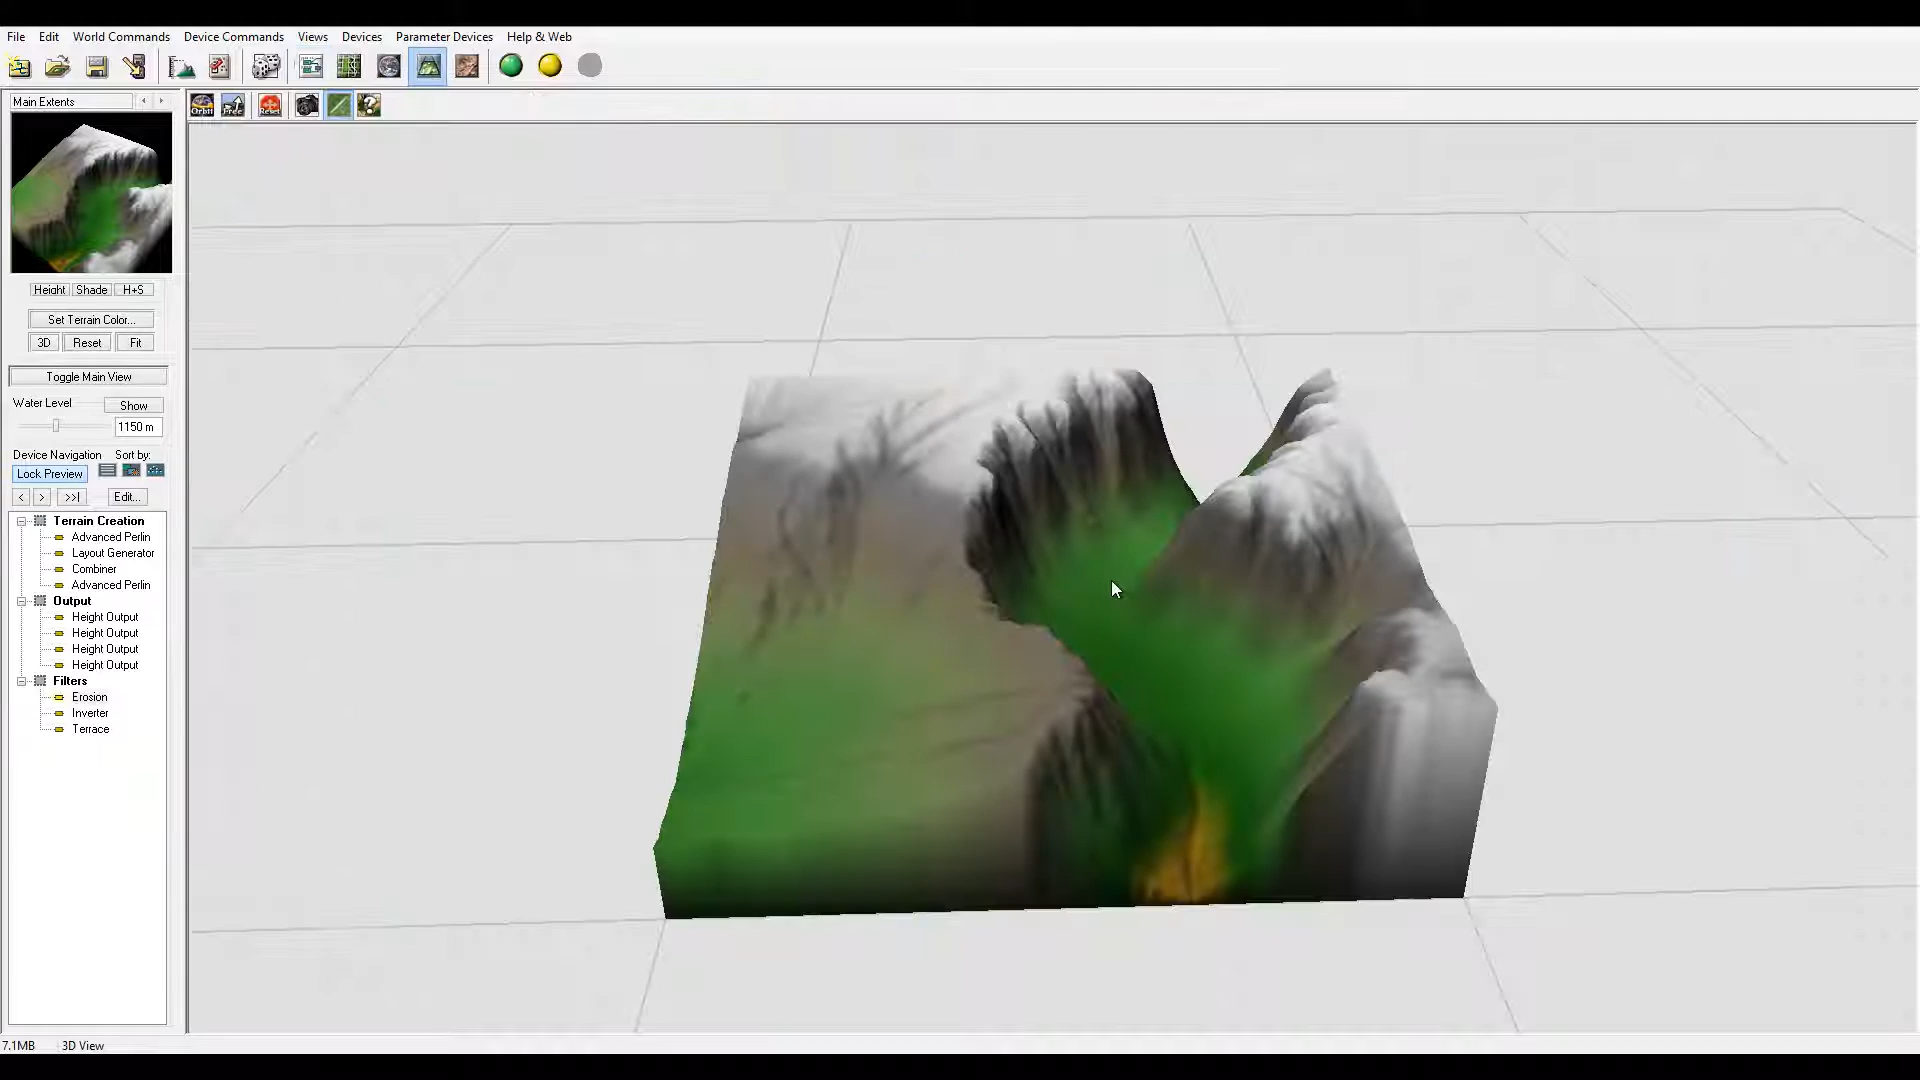 File Edit World Commands Device Commands Views Devices Parameter Devices Help & Web
Main Extents
Orbit Free Reset
Height Shade H+S
Set Terrain Color...
3D Reset Fit
Toggle Main View
Water Level Show
1150 m
Device Navigation Sort by:
Lock Preview
< > >>| Edit...
Terrain Creation
Advanced Perlin
Layout Generator
Combiner
Advanced Perlin
Output
Height Output
Height Output
Height Output
Height Output
Filters
Erosion
Inverter
Terrace
7.1MB 3D View